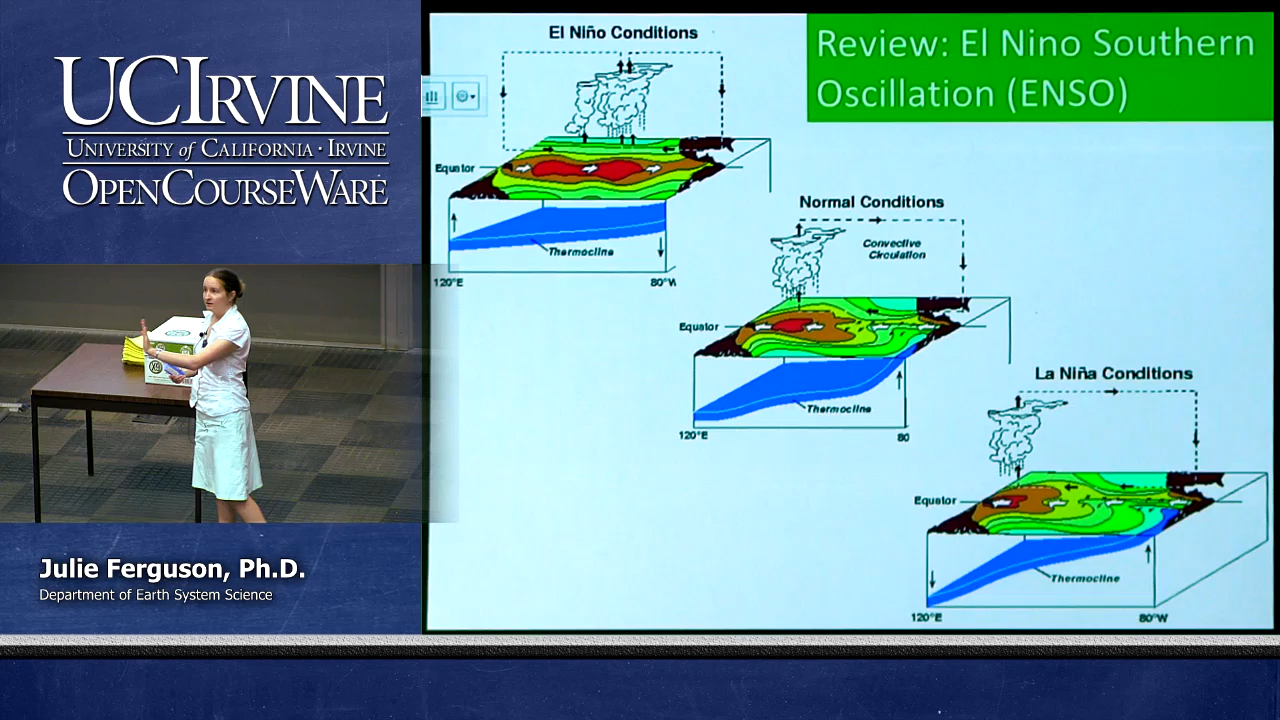 UCIRVINE
UNIVERSITY of CALIFORNIA · IRVINE
OPENCOURSEWARE
Julie Ferguson, Ph.D.
Department of Earth System Science
Review: El Nino Southern
Oscillation (ENSO)
El Niño Conditions
Equator
Thermocline
120°E
80°W
Normal Conditions
Convective
Circulation
Equator
Thermocline
120°E
80
La Niña Conditions
Equator
Thermocline
120°E
80°W